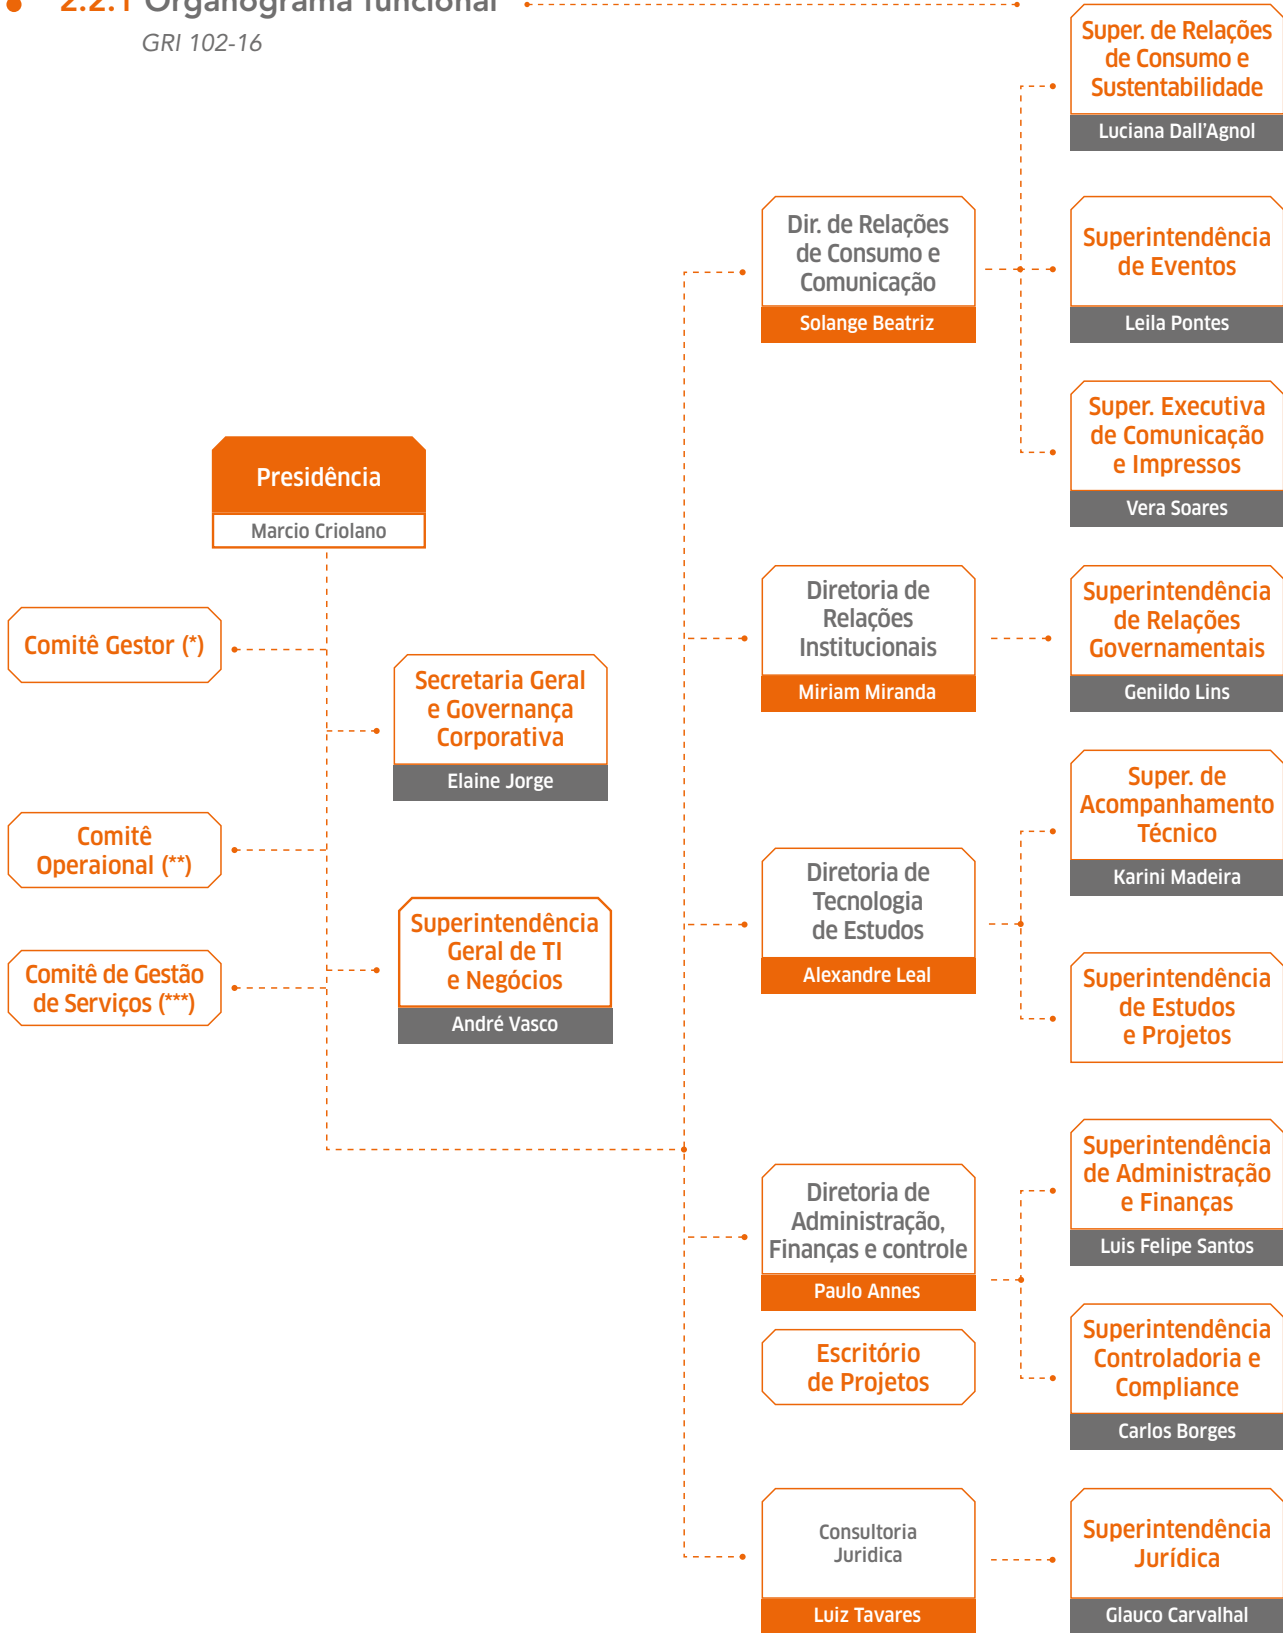 2.2.1 Organograma funcional
GRI 102-16
Super. de Relações
de Consumo e
Sustentabilidade
Luciana Dall'Agnol
Dir. de Relações
de Consumo e
Comunicação
Solange Beatriz
Superintendência
de Eventos
Leila Pontes
Super. Executiva
de Comunicação
e Impressos
Vera Soares
Presidência
Marcio Criolano
Comitê Gestor (*)
Secretaria Geral
e Governança
Corporativa
Elaine Jorge
Diretoria de
Relações
Institucionais
Miriam Miranda
Superintendência
de Relações
Governamentais
Genildo Lins
Comitê
Operaional (**)
Superintendência
Geral de TI
e Negócios
André Vasco
Comitê de Gestão
de Serviços (***)
Diretoria de
Tecnologia
de Estudos
Alexandre Leal
Super. de
Acompanhamento
Técnico
Karini Madeira
Superintendência
de Estudos
e Projetos
Diretoria de
Administração,
Finanças e controle
Paulo Annes
Escritório
de Projetos
Superintendência
de Administração
e Finanças
Luis Felipe Santos
Superintendência
Controladoria e
Compliance
Carlos Borges
Consultoria
Juridica
Luiz Tavares
Superintendência
Jurídica
Glauco Carvalhal